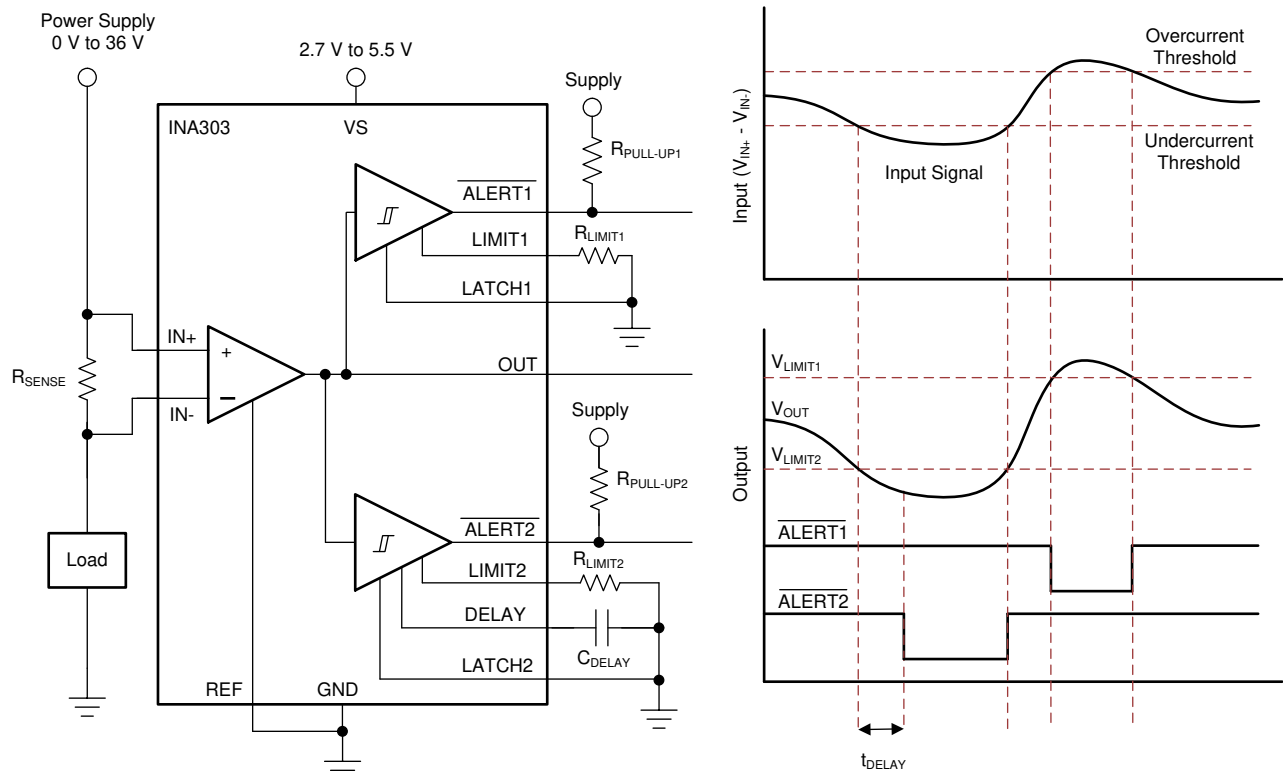 Power Supply
0 V to 36 V
2.7 V to 5.5 V
Supply
INA303
VS
RPULL-UP1
ALERT1
LIMIT1
RLIMIT1
LATCH1
IN+
+
RSENSE
OUT
IN-
–
Supply
RPULL-UP2
ALERT2
Load
LIMIT2
RLIMIT2
DELAY
CDELAY
LATCH2
REF
GND
Input (VIN+ - VIN-)
Overcurrent
Threshold
Undercurrent
Threshold
Input Signal
Output
VLIMIT1
VOUT
VLIMIT2
ALERT1
ALERT2
tDELAY